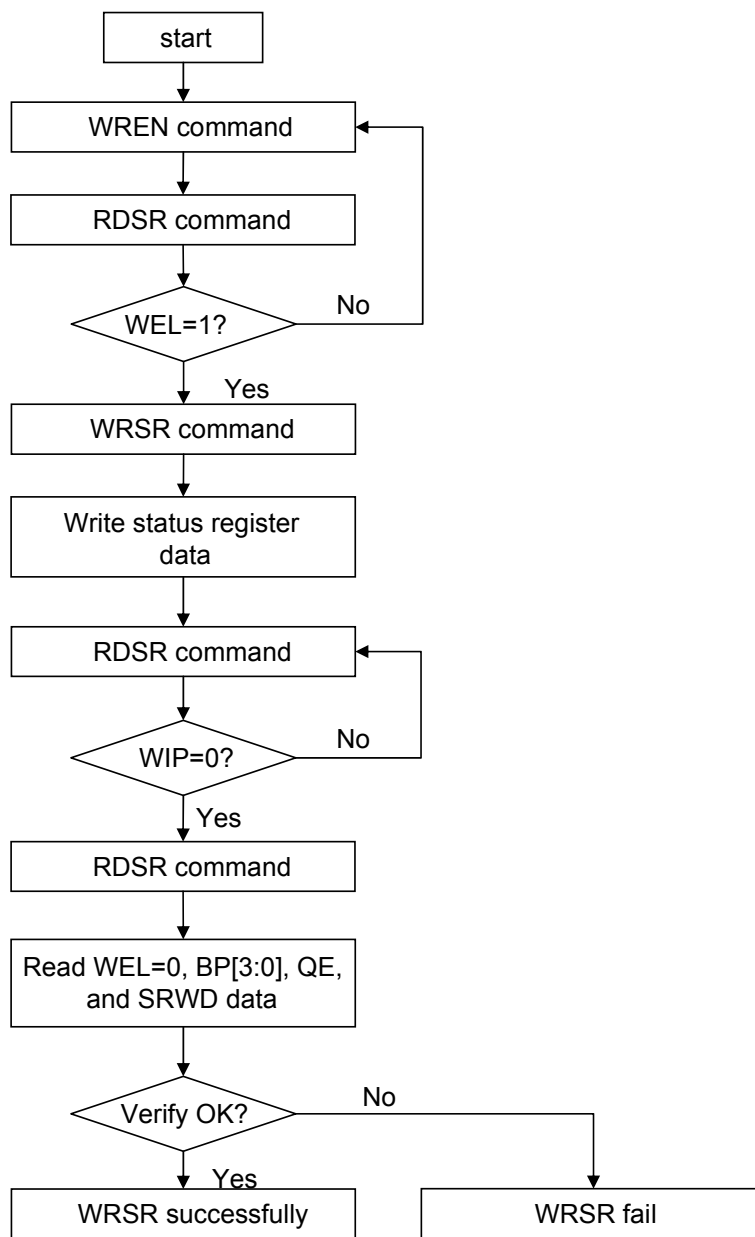 start
WREN command
RDSR command
WEL=1?
No
Yes
WRSR command
Write status register
data
RDSR command
WIP=0?
No
Yes
RDSR command
Read WEL=0, BP[3:0], QE,
and SRWD data
Verify OK?
No
Yes
WRSR successfully
WRSR fail